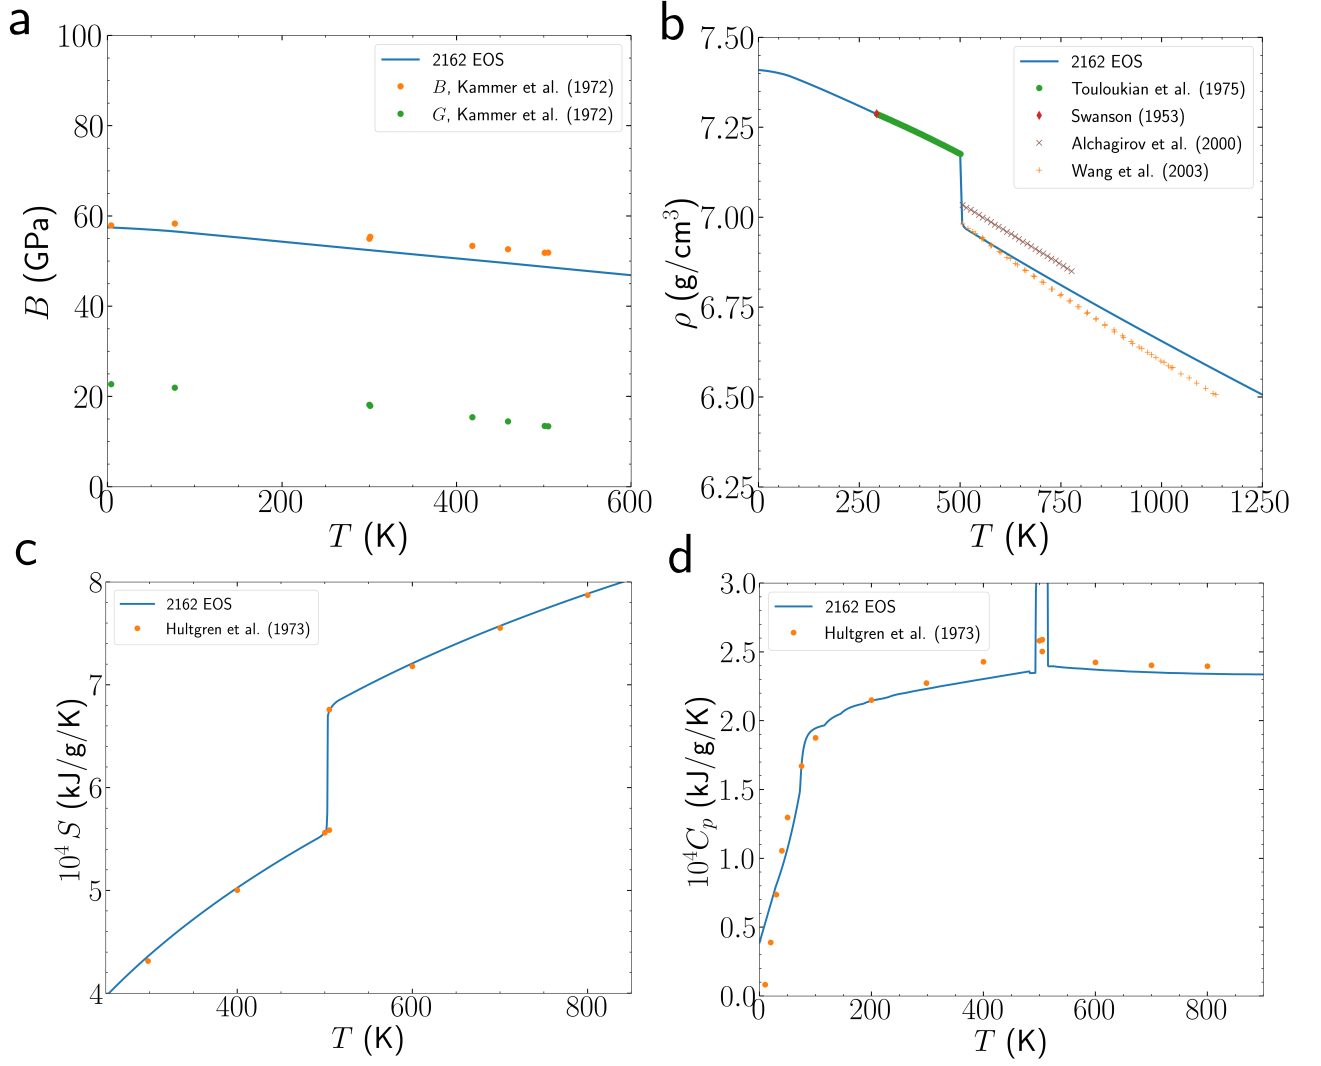 a
100
80
60
40
20
0
B (GPa)
2162 EOS
B, Kammer et al. (1972)
G, Kammer et al. (1972)
0 200 400 600
T (K)
b
7.50
7.25
7.00
6.75
6.50
6.25
ρ (g/cm³)
2162 EOS
Touloukian et al. (1975)
Swanson (1953)
Alchagirov et al. (2000)
Wang et al. (2003)
0 250 500 750 1000 1250
T (K)
c
8
7
6
5
4
10⁴ S (kJ/g/K)
2162 EOS
Hultgren et al. (1973)
400 600 800
T (K)
d
3.0
2.5
2.0
1.5
1.0
0.5
0.0
10⁴Cₚ (kJ/g/K)
2162 EOS
Hultgren et al. (1973)
0 200 400 600 800
T (K)